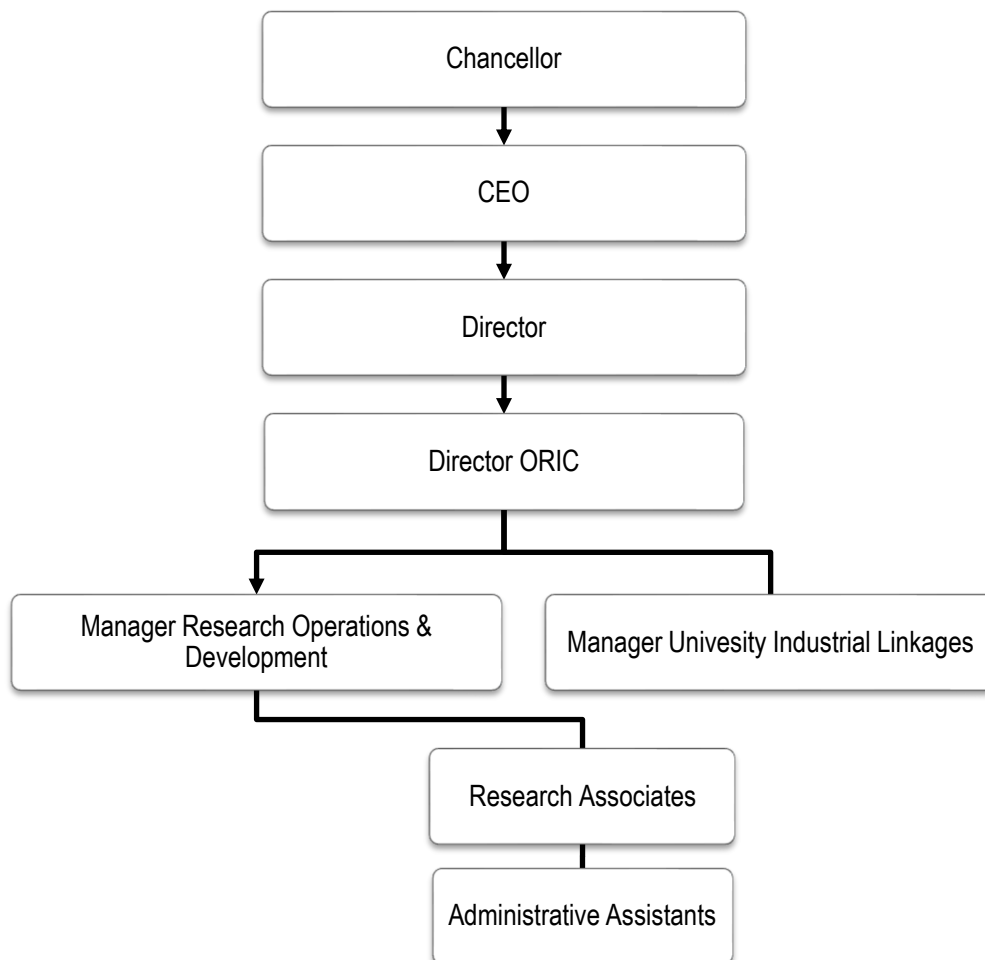 Chancellor
CEO
Director
Director ORIC
Manager Research Operations &
Development
Manager Univesity Industrial Linkages
Research Associates
Administrative Assistants